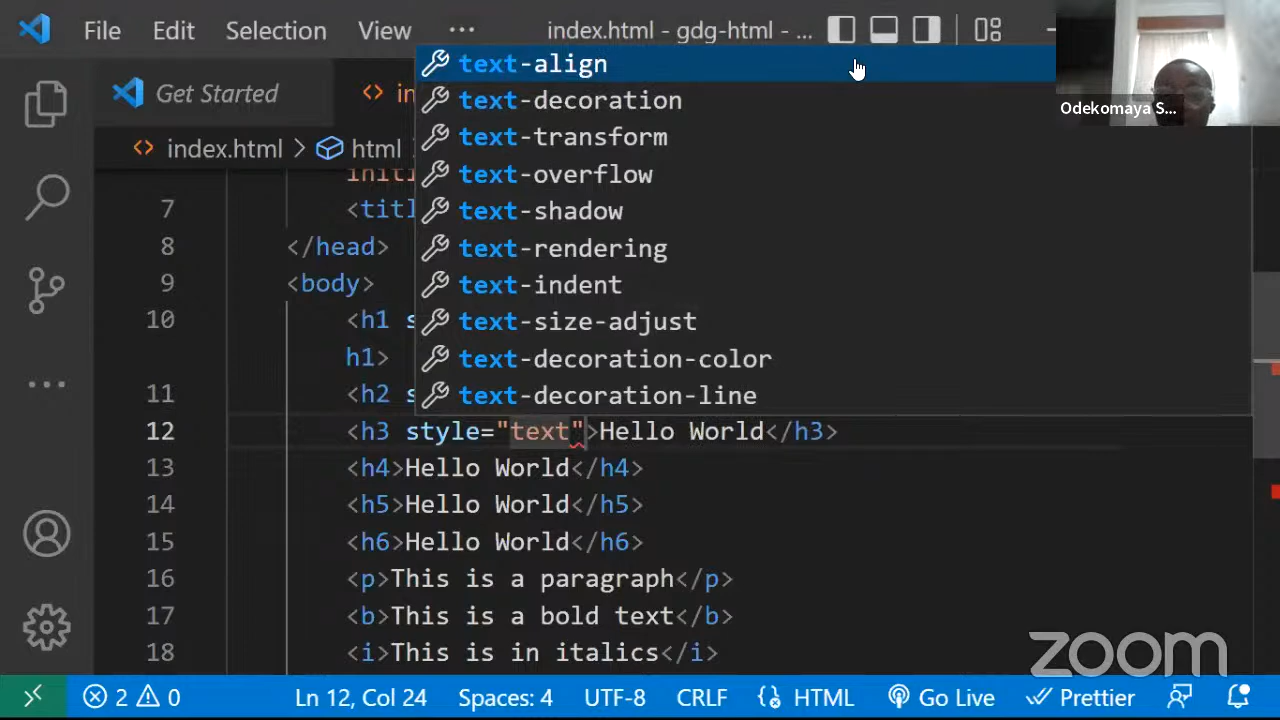 File Edit Selection View ··· index.html - gdg-html - ...
text-align
Odekomaya S...
Get Started <> in
text-decoration
text-transform
<> index.html > html
text-overflow
initi
7 <titl
text-shadow
8 </head>
text-rendering
9 <body>
text-indent
10 <h1 s
text-size-adjust
h1>
text-decoration-color
11 <h2 s
text-decoration-line
12 <h3 style="text">Hello World</h3>
13 <h4>Hello World</h4>
14 <h5>Hello World</h5>
15 <h6>Hello World</h6>
16 <p>This is a paragraph</p>
17 <b>This is a bold text</b>
18 <i>This is in italics</i>
zoom
2 0 Ln 12, Col 24 Spaces: 4 UTF-8 CRLF HTML Go Live Prettier